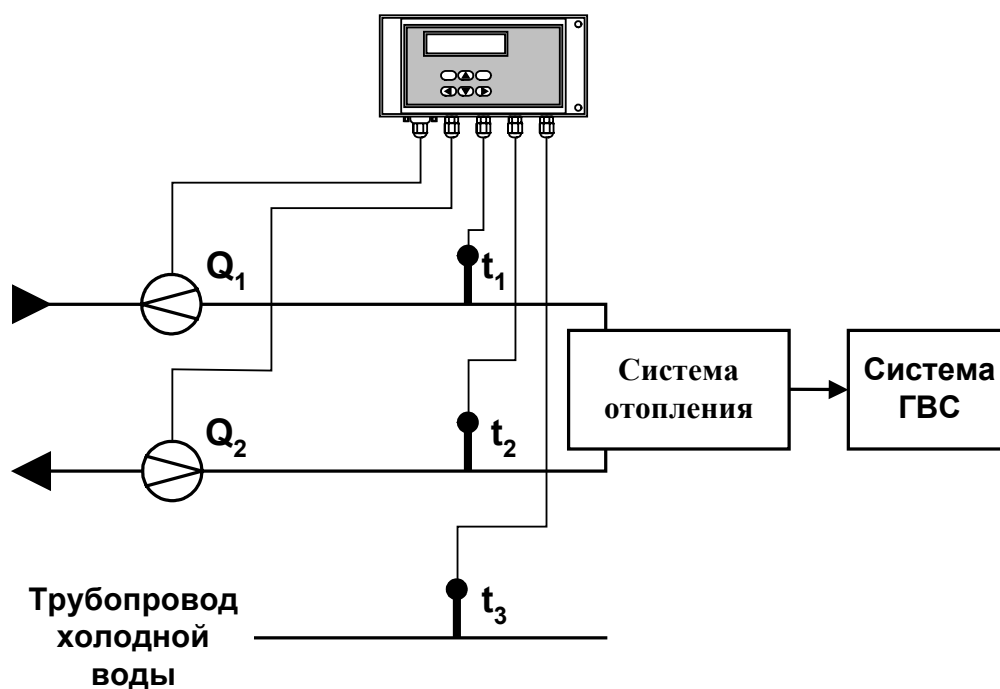 Q1
t1
Система
отопления
Система
ГВС
Q2
t2
t3
Трубопровод
холодной
воды